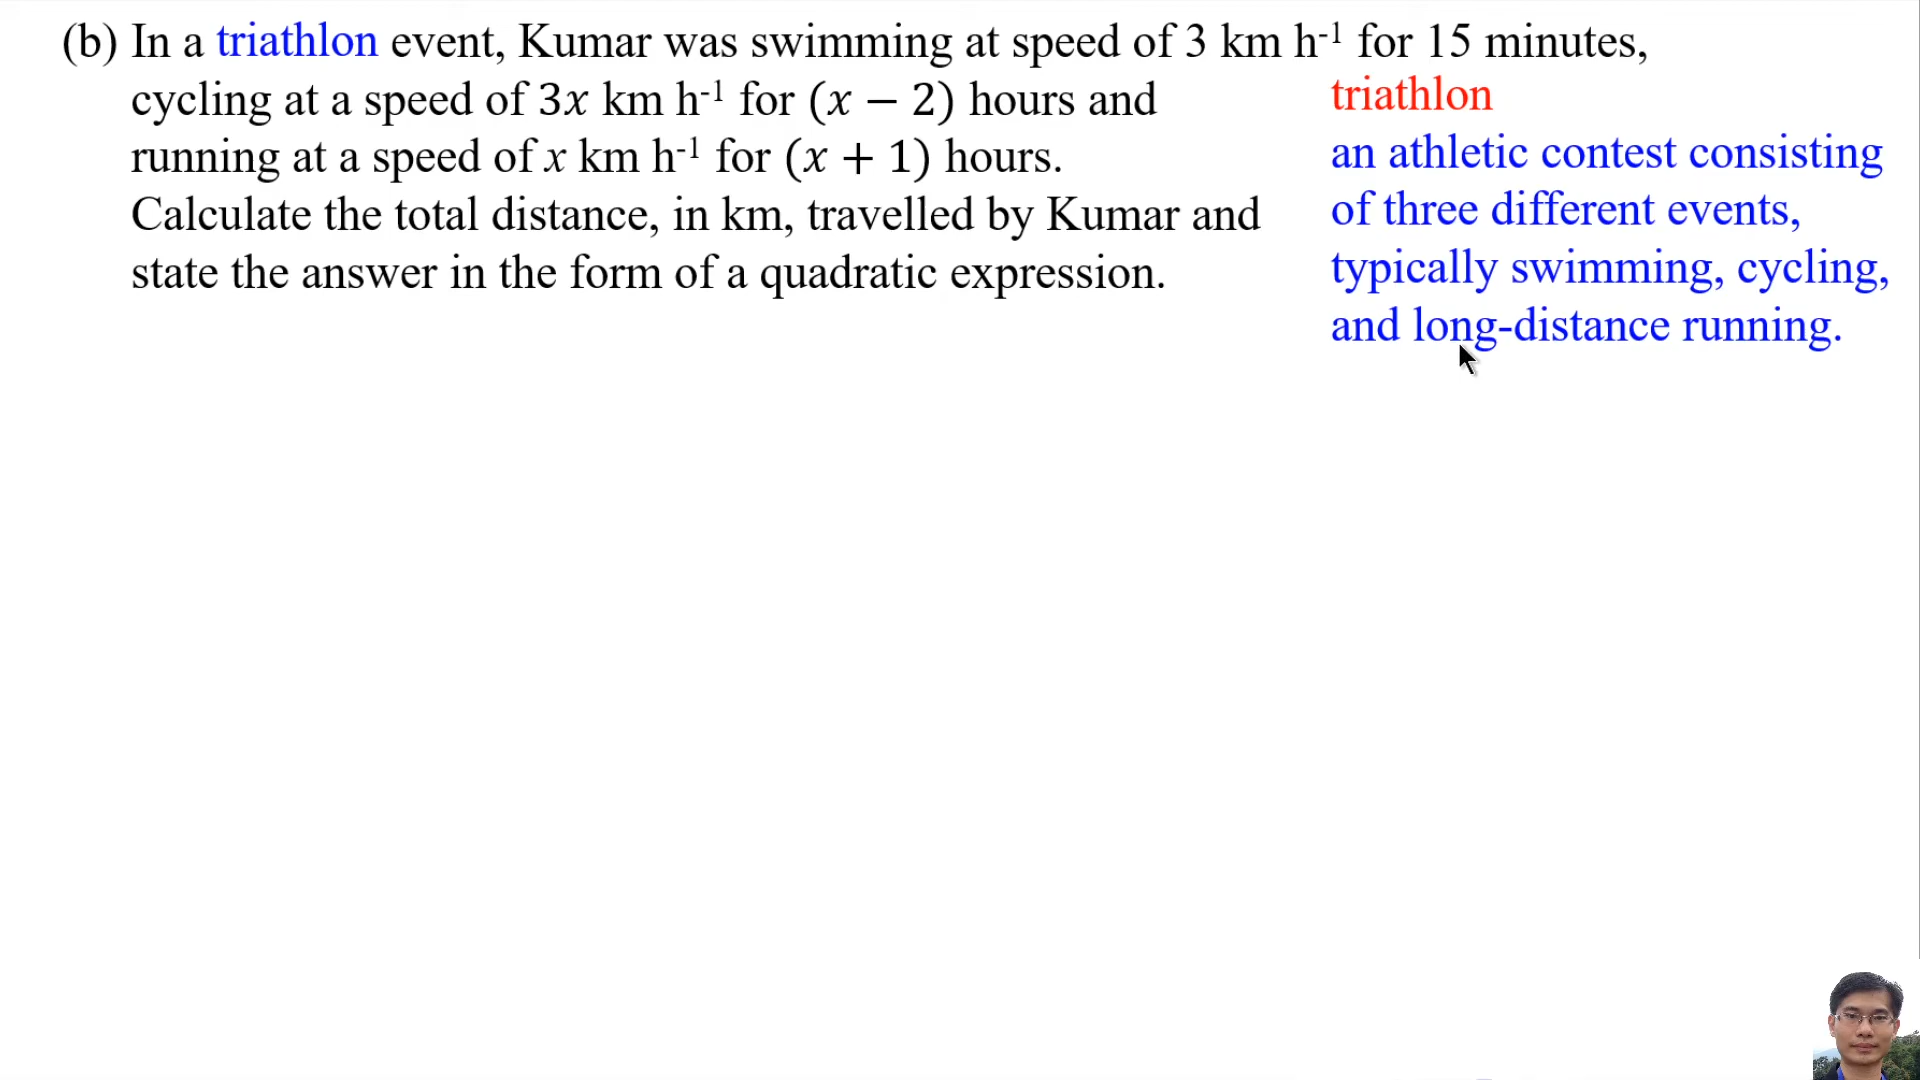 (b) In a triathlon event, Kumar was swimming at speed of 3 km h⁻¹ for 15 minutes,
cycling at a speed of 3x km h⁻¹ for (x − 2) hours and
running at a speed of x km h⁻¹ for (x + 1) hours.
Calculate the total distance, in km, travelled by Kumar and
state the answer in the form of a quadratic expression.
triathlon
an athletic contest consisting
of three different events,
typically swimming, cycling,
and long-distance running.